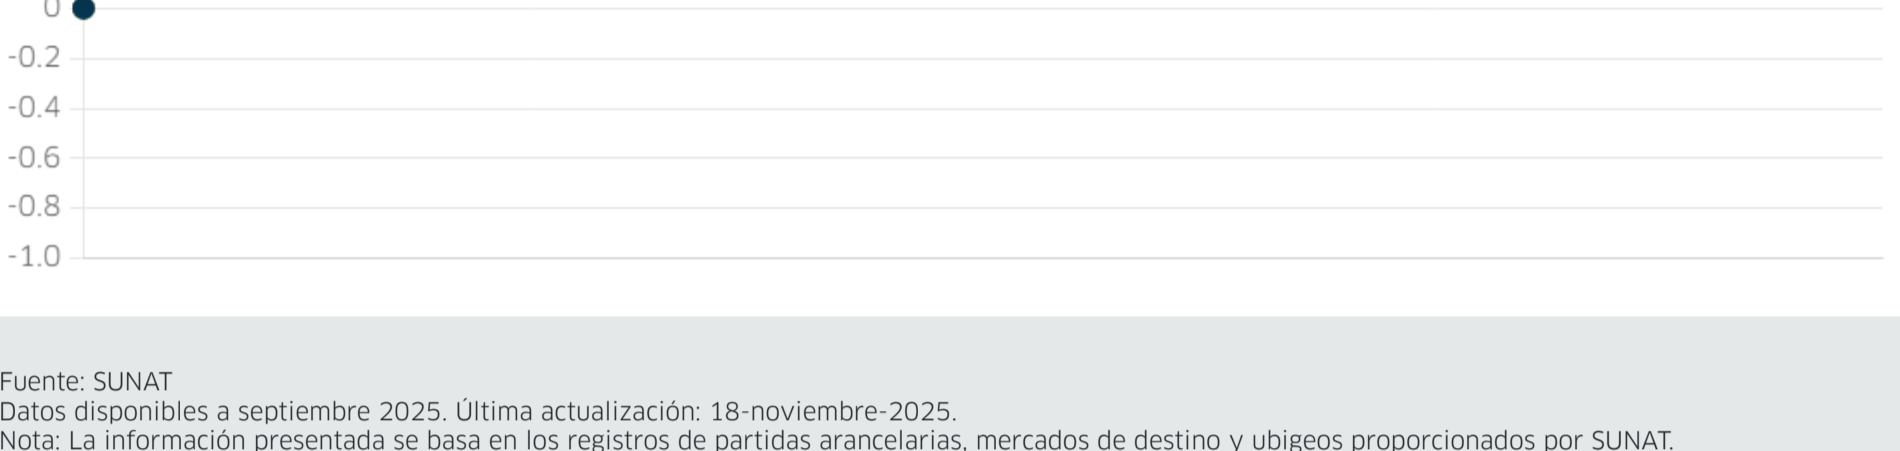 0
-0.2
-0.4
-0.6
-0.8
-1.0
Fuente: SUNAT
Datos disponibles a septiembre 2025. Última actualización: 18-noviembre-2025.
Nota: La información presentada se basa en los registros de partidas arancelarias, mercados de destino y ubigeos proporcionados por SUNAT.